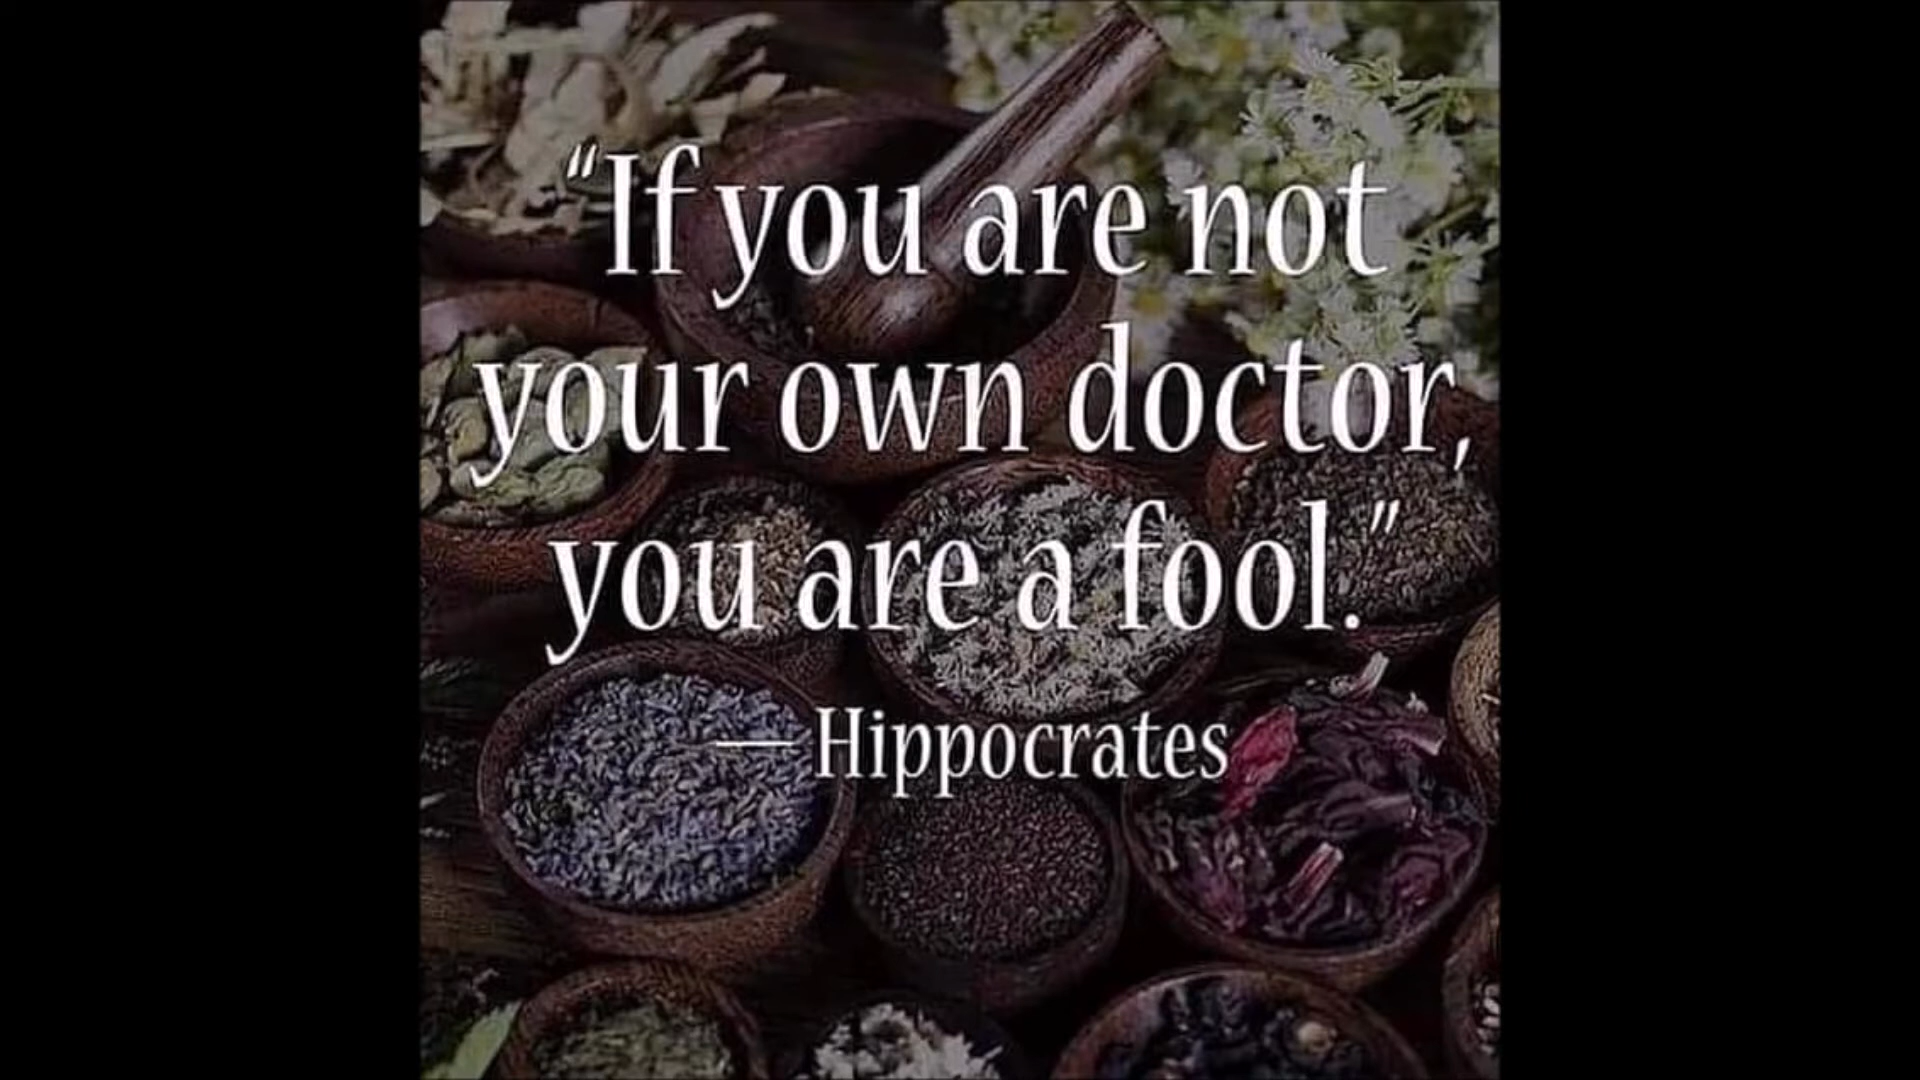 “If you are not
your own doctor,
you are a fool.”
— Hippocrates